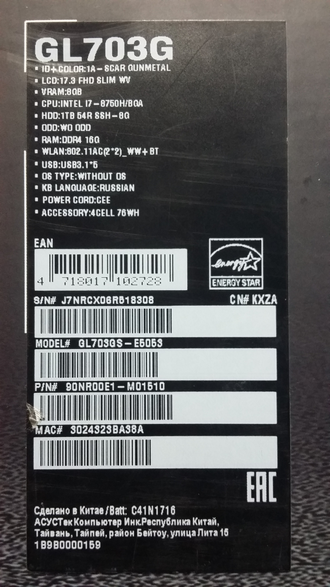 GL703G
• ID+COLOR:1A- SCAR GUNMETAL
• LCD:17.3 FHD SLIM WV
• VRAM:8GB
• CPU:INTEL I7-8750H/BGA
• HDD:1TB 54R SSH-8G
• ODD:WO ODD
• RAM:DDR4 16G
• WLAN:802.11AC(2*2)_WW+BT
• USB:USB3.1*5
• OS TYPE:WITHOUT OS
• KB LANGUAGE:RUSSIAN
• POWER CORD:CEE
• ACCESSORY:4CELL 76WH
EAN
4 718017 102728
energy
ENERGY STAR
S/N# J7NRCX06R518308 CN# KXZA
MODEL# GL703GS-E5053
P/N# 90NR00E1-M01510
MAC# 3024323BA38A
EAC
Сделано в Китае /Batt: C41N1716
АСУСТек Компьютер Инк.Республика Китай,
Тайвань, Тайпей, район Бейтоу, улица Лита 15
1B9B0000159